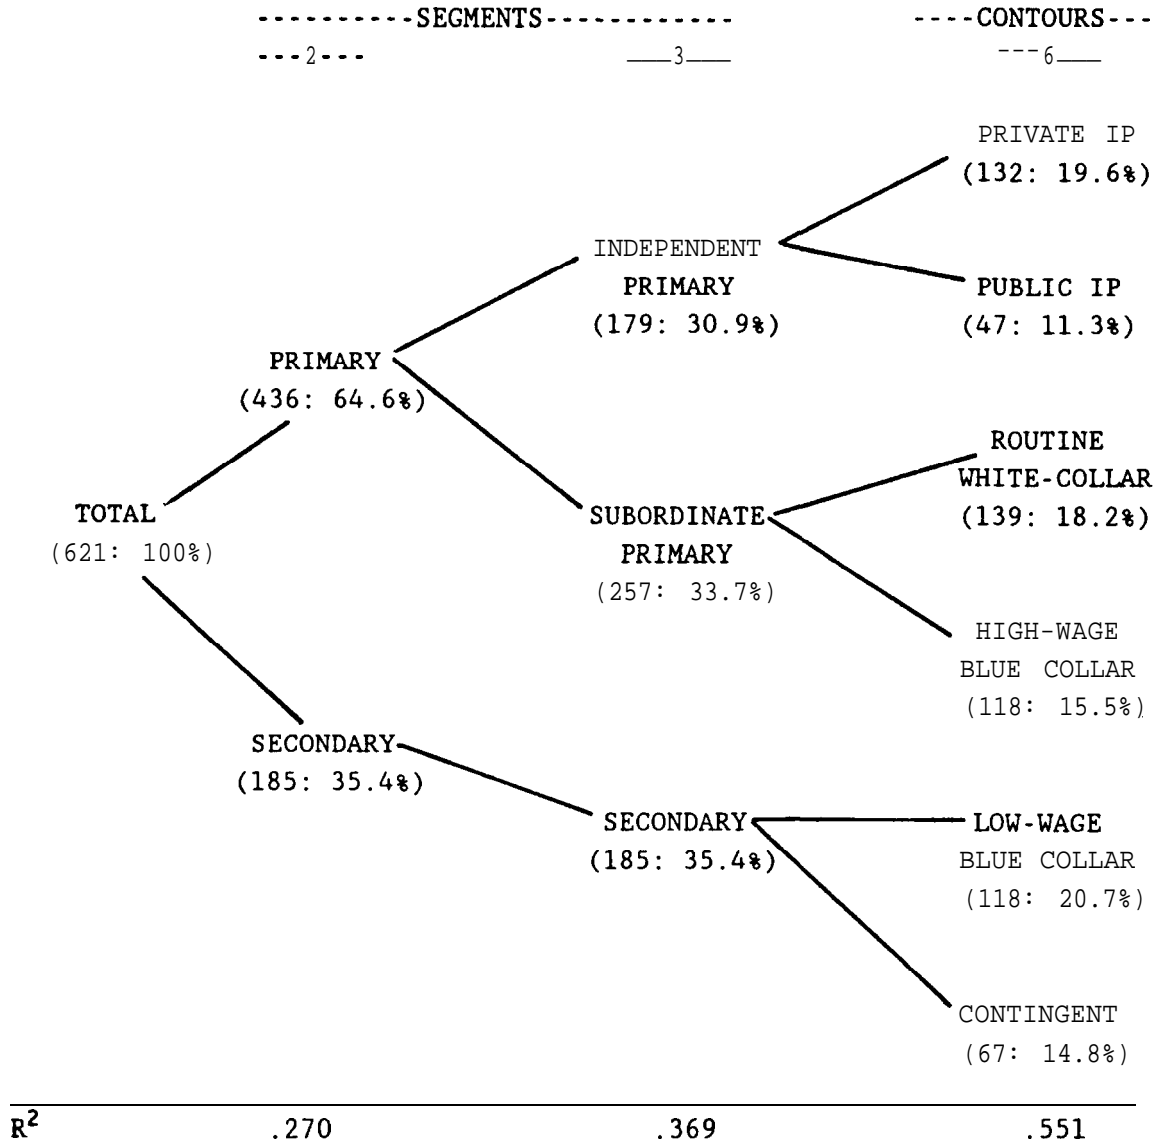 ----------SEGMENTS------------ ----CONTOURS---
---2--- ___3___ ---6___
PRIVATE IP
(132: 19.6%)
INDEPENDENT
PRIMARY
(179: 30.9%)
PUBLIC IP
(47: 11.3%)
PRIMARY
(436: 64.6%)
ROUTINE
WHITE-COLLAR
(139: 18.2%)
TOTAL
(621: 100%)
SUBORDINATE
PRIMARY
(257: 33.7%)
HIGH-WAGE
BLUE COLLAR
(118: 15.5%)
SECONDARY
(185: 35.4%)
SECONDARY
(185: 35.4%)
LOW-WAGE
BLUE COLLAR
(118: 20.7%)
CONTINGENT
(67: 14.8%)
R² .270 .369 .551